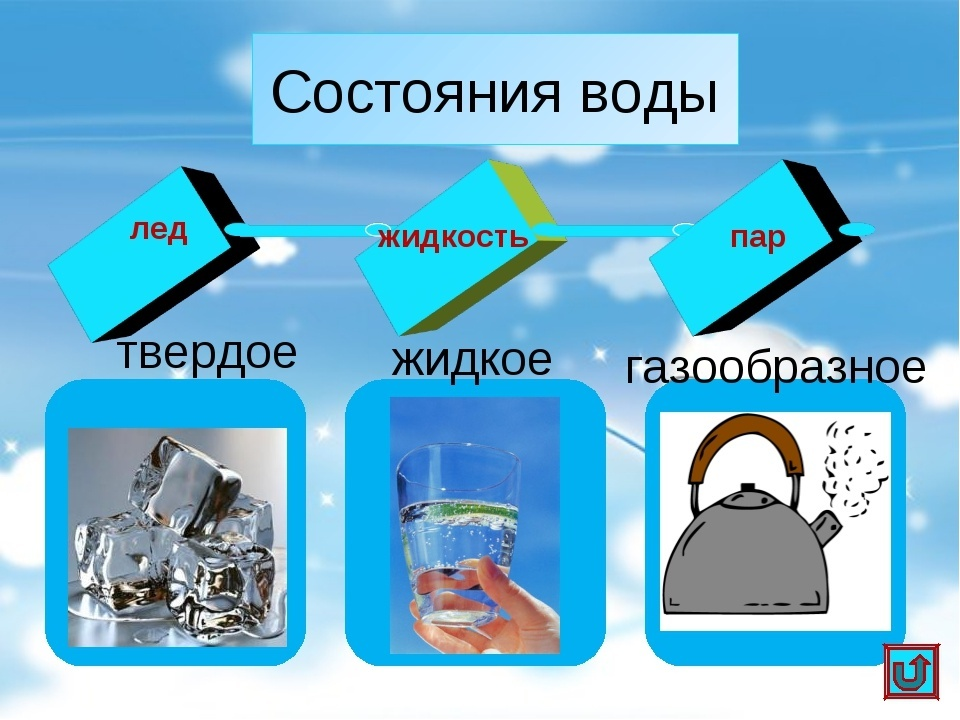 Состояния воды
лед
жидкость
пар
твердое
жидкое
газообразное